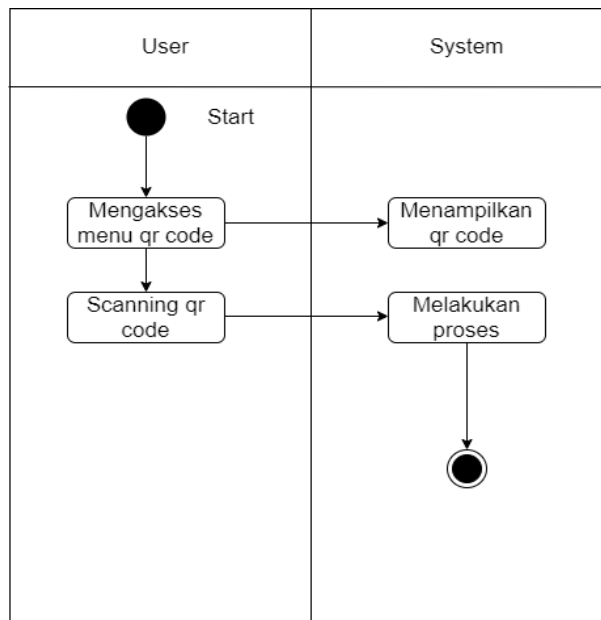 User
System
Start
Mengakses
menu qr code
Menampilkan
qr code
Scanning qr
code
Melakukan
proses